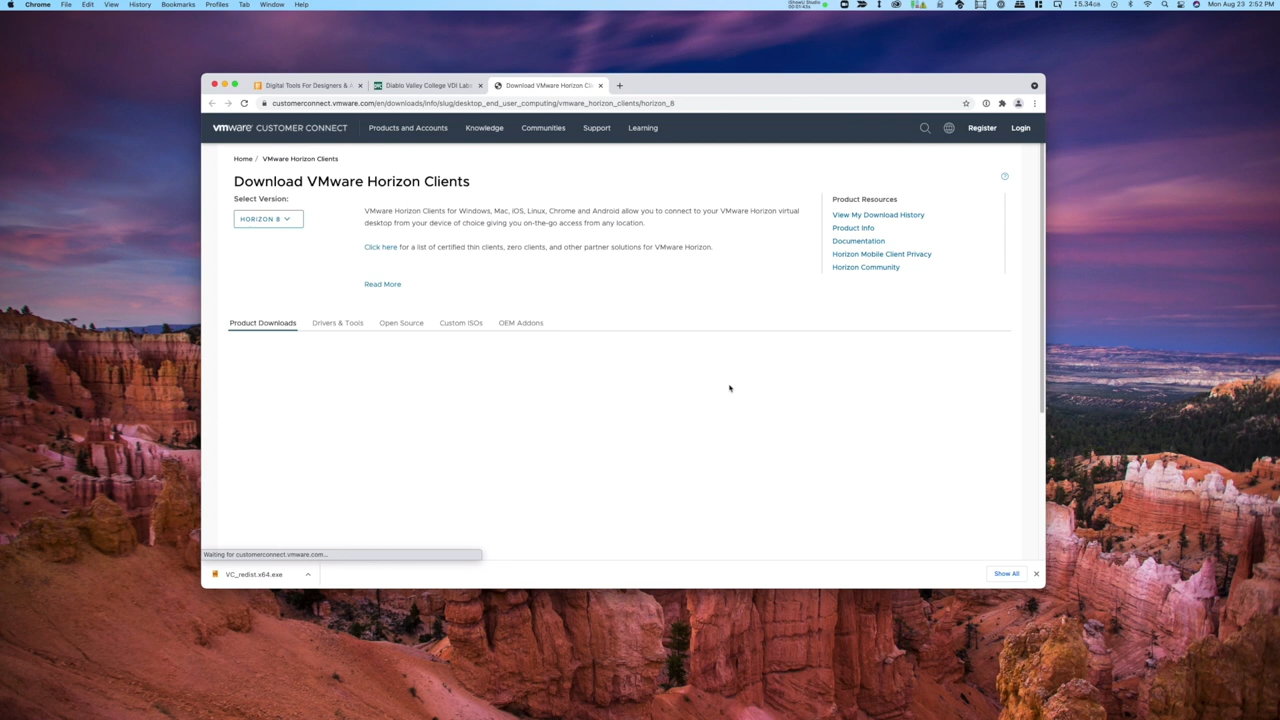 Chrome File Edit View History Bookmarks Profiles Tab Window Help
Mon Aug 23 2:52 PM
Digital Tools For Designers &
Diablo Valley College VDI Labs
Download VMware Horizon Cli
customerconnect.vmware.com/en/downloads/info/slug/desktop_end_user_computing/vmware_horizon_clients/horizon_8
vmware CUSTOMER CONNECT Products and Accounts Knowledge Communities Support Learning Register Login
Home / VMware Horizon Clients
Download VMware Horizon Clients
Select Version:
HORIZON 8
VMware Horizon Clients for Windows, Mac, iOS, Linux, Chrome and Android allow you to connect to your VMware Horizon virtual
desktop from your device of choice giving you on-the-go access from any location.
Click here for a list of certified thin clients, zero clients, and other partner solutions for VMware Horizon.
Read More
Product Resources
View My Download History
Product Info
Documentation
Horizon Mobile Client Privacy
Horizon Community
Product Downloads Drivers & Tools Open Source Custom ISOs OEM Addons
Waiting for customerconnect.vmware.com...
VC_redist.x64.exe
Show All